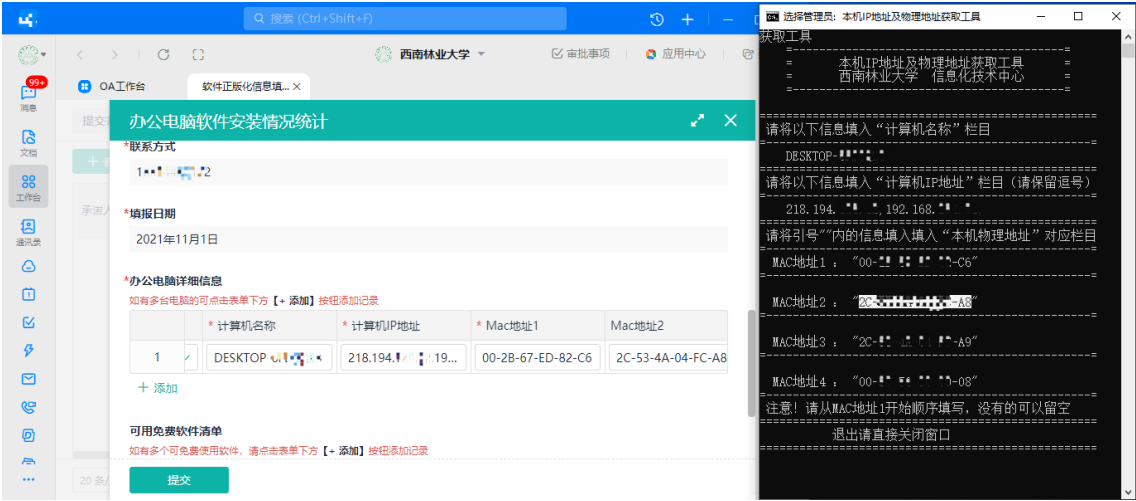 搜索 (Ctrl+Shift+F)
西南林业大学
审批事项
应用中心
99+
消息
文档
工作台
通讯录
OA工作台
软件正版化信息填...
办公电脑软件安装情况统计
*联系方式
*填报日期
2021年11月1日
*办公电脑详细信息
如有多台电脑的可点击表单下方【+ 添加】按钮添加记录
* 计算机名称
* 计算机IP地址
* Mac地址1
Mac地址2
1
DESKTOP
218.194.
19...
00-2B-67-ED-82-C6
2C-53-4A-04-FC-A8
+ 添加
可用免费软件清单
如有多个可免费使用软件，请点击表单下方【+ 添加】按钮添加记录
20 条/
提交
选择管理员: 本机IP地址及物理地址获取工具
获取工具
本机IP地址及物理地址获取工具
西南林业大学 信息化技术中心
请将以下信息填入“计算机名称”栏目
DESKTOP-
请将以下信息填入“计算机IP地址”栏目（请保留逗号）
218.194.
,192.168.
请将引号""内的信息填入填入“本机物理地址”对应栏目
MAC地址1 : "00-
-C6"
MAC地址2 : "2C-
-A8"
MAC地址3 : "2C-
-A9"
MAC地址4 : "00-
-08"
注意! 请从MAC地址1开始顺序填写，没有的可以留空
退出请直接关闭窗口